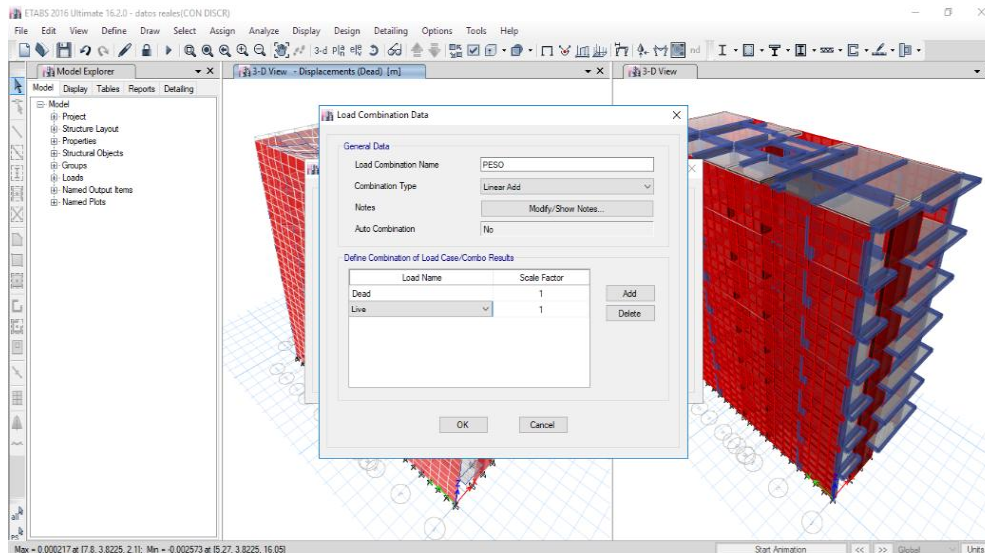 ETABS 2016 Ultimate 16.2.0 - datos reales(CON DISCR)
File Edit View Define Draw Select Assign Analyze Display Design Detailing Options Tools Help
3-d nd
Model Explorer
3-D View - Displacements (Dead) [m]
3-D View
Model Display Tables Reports Detailing
Model
Project
Structure Layout
Properties
Structural Objects
Groups
Loads
Named Output Items
Named Plots
Load Combination Data
General Data
Load Combination Name PESO
Combination Type Linear Add
Notes Modify/Show Notes...
Auto Combination No
Define Combination of Load Case/Combo Results
Load Name Scale Factor
Dead 1
Live 1
Add
Delete
OK Cancel
Max = 0.000217 at [7.8, 3.8225, 2.1]; Min = -0.002573 at [5.27, 3.8225, 16.05]
Start Animation << >> Global Units